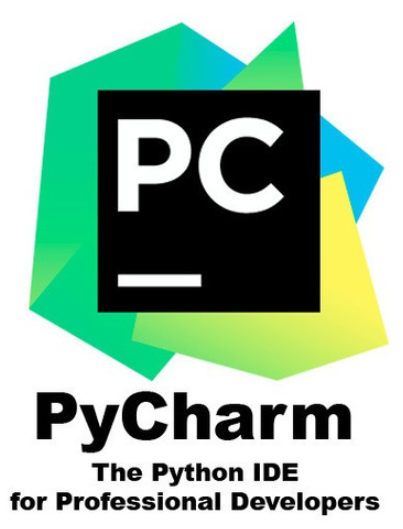 PC
PyCharm
The Python IDE
for Professional Developers